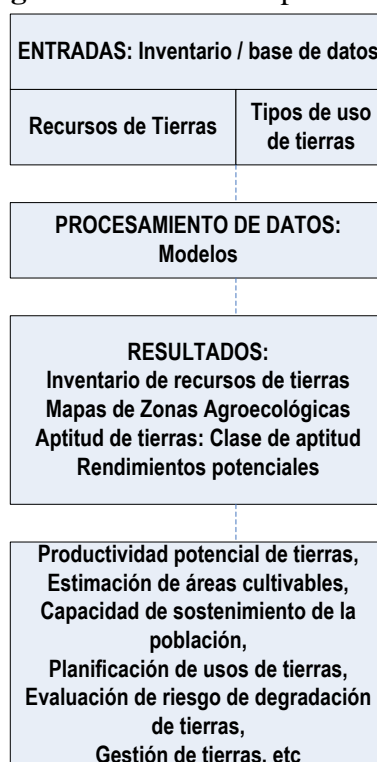 ENTRADAS: Inventario / base de datos
Recursos de Tierras
Tipos de uso
de tierras
PROCESAMIENTO DE DATOS:
Modelos
RESULTADOS:
Inventario de recursos de tierras
Mapas de Zonas Agroecológicas
Aptitud de tierras: Clase de aptitud
Rendimientos potenciales
Productividad potencial de tierras,
Estimación de áreas cultivables,
Capacidad de sostenimiento de la
población,
Planificación de usos de tierras,
Evaluación de riesgo de degradación
de tierras,
Gestión de tierras, etc